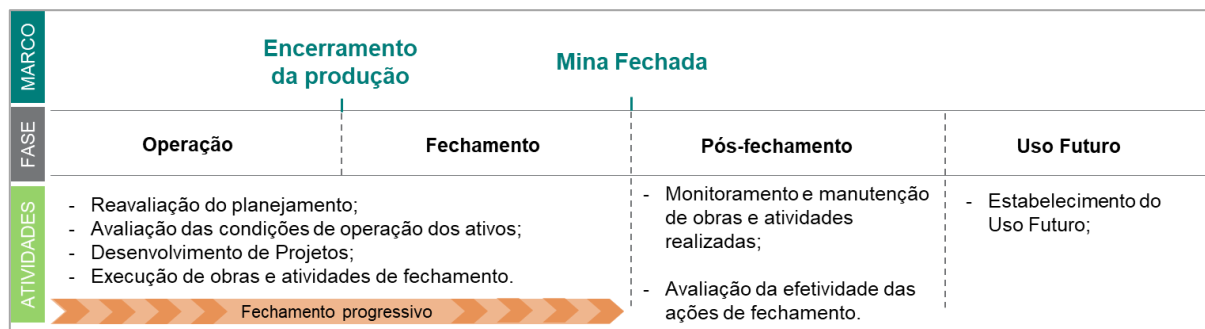 MARCO
Encerramento
da produção
Mina Fechada
FASE
Operação
Fechamento
Pós-fechamento
Uso Futuro
ATIVIDADES
- Reavaliação do planejamento;
- Avaliação das condições de operação dos ativos;
- Desenvolvimento de Projetos;
- Execução de obras e atividades de fechamento.
Fechamento progressivo
- Monitoramento e manutenção
de obras e atividades
realizadas;
- Avaliação da efetividade das
ações de fechamento.
- Estabelecimento do
Uso Futuro;